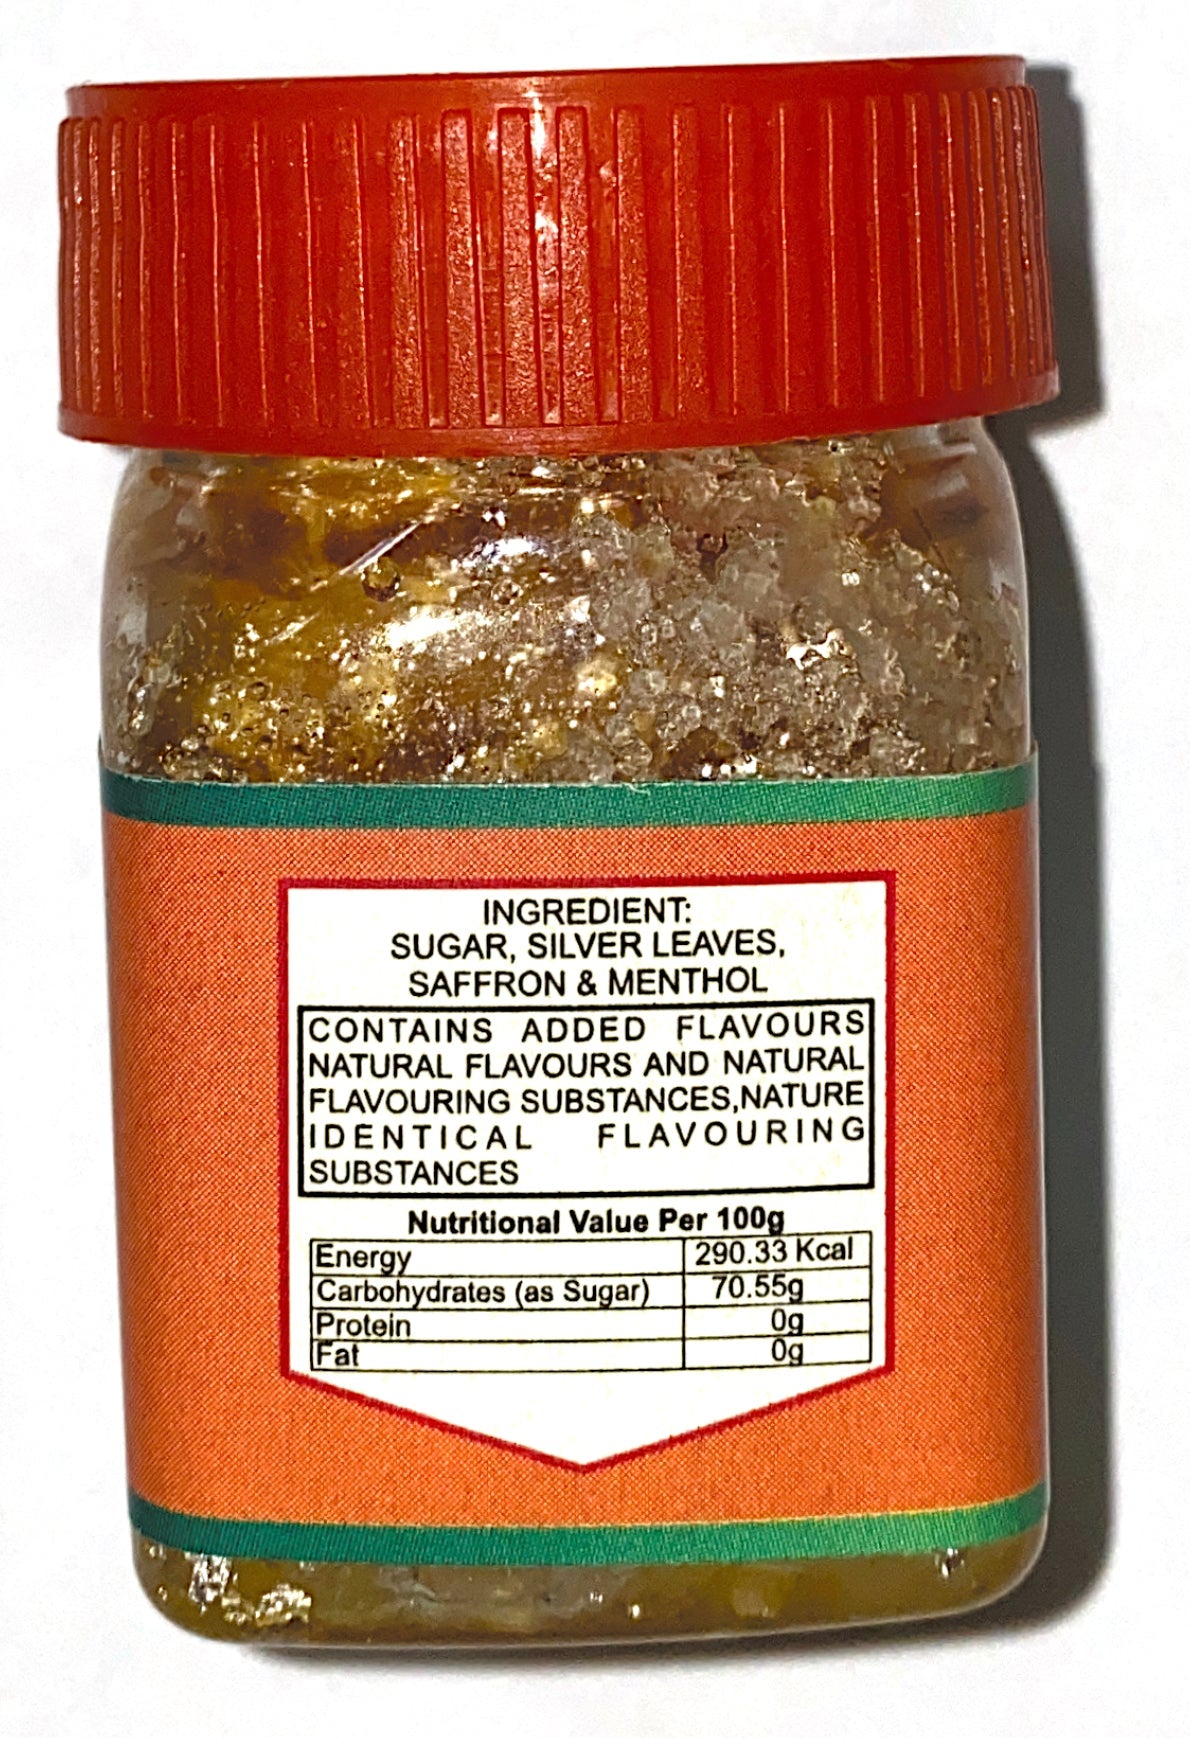 INGREDIENT:
SUGAR, SILVER LEAVES,
SAFFRON & MENTHOL
CONTAINS ADDED FLAVOURS
NATURAL FLAVOURS AND NATURAL
FLAVOURING SUBSTANCES,NATURE
IDENTICAL FLAVOURING
SUBSTANCES
Nutritional Value Per 100g
Energy 290.33 Kcal
Carbohydrates (as Sugar) 70.55g
Protein 0g
Fat 0g